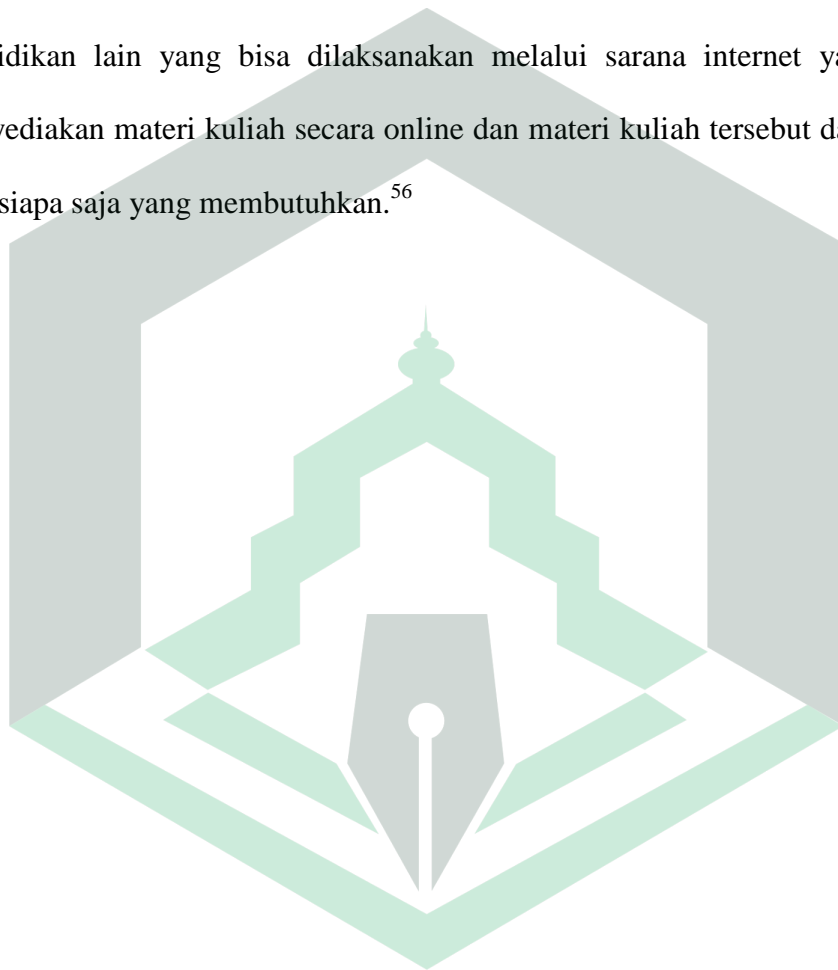 idikan lain yang bisa dilaksanakan melalui sarana internet ya
yediakan materi kuliah secara online dan materi kuliah tersebut da
siapa saja yang membutuhkan.56